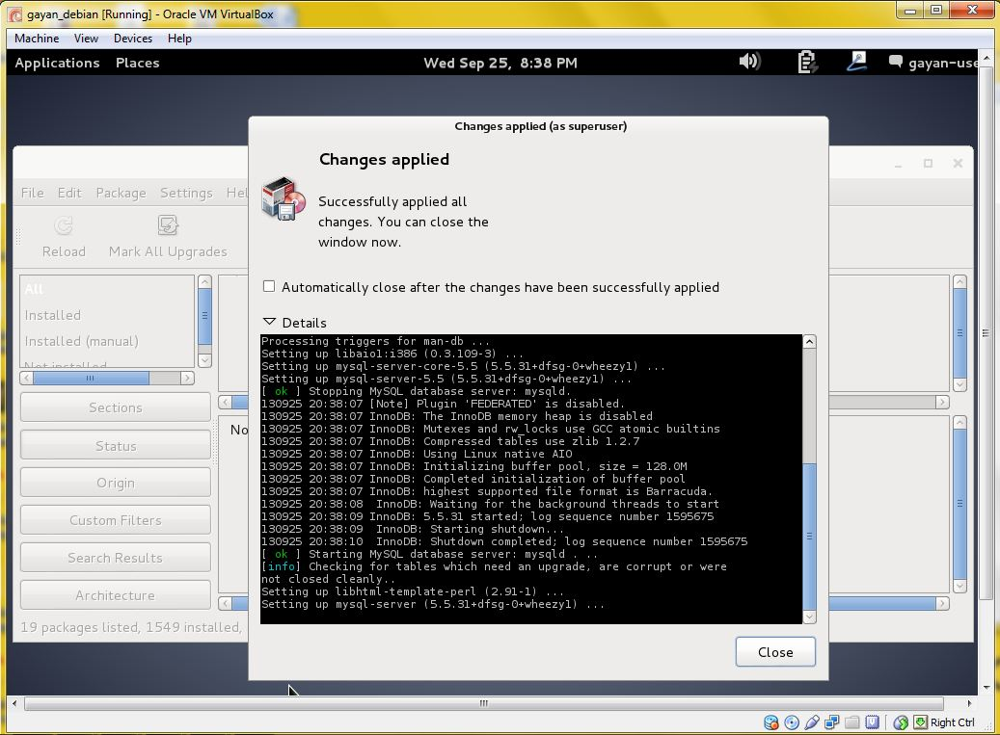 gayan_debian [Running] - Oracle VM VirtualBox
Machine View Devices Help
Applications Places Wed Sep 25, 8:38 PM gayan-use
Changes applied (as superuser)
Changes applied
Successfully applied all
changes. You can close the
window now.
File Edit Package Settings Hel
Reload Mark All Upgrades
All
Installed
Installed (manual)
Not installed
Sections
Status
Origin
Custom Filters
Search Results
Architecture
19 packages listed, 1549 installed,
No
Automatically close after the changes have been successfully applied
Details
Processing triggers for man-db ...
Setting up libaio1:i386 (0.3.109-3) ...
Setting up mysql-server-core-5.5 (5.5.31+dfsg-0+wheezy1) ...
Setting up mysql-server-5.5 (5.5.31+dfsg-0+wheezy1) ...
[ ok ] Stopping MySQL database server: mysqld.
130925 20:38:07 [Note] Plugin 'FEDERATED' is disabled.
130925 20:38:07 InnoDB: The InnoDB memory heap is disabled
130925 20:38:07 InnoDB: Mutexes and rw_locks use GCC atomic builtins
130925 20:38:07 InnoDB: Compressed tables use zlib 1.2.7
130925 20:38:07 InnoDB: Using Linux native AIO
130925 20:38:07 InnoDB: Initializing buffer pool, size = 128.0M
130925 20:38:07 InnoDB: Completed initialization of buffer pool
130925 20:38:07 InnoDB: highest supported file format is Barracuda.
130925 20:38:08 InnoDB: Waiting for the background threads to start
130925 20:38:09 InnoDB: 5.5.31 started; log sequence number 1595675
130925 20:38:09 InnoDB: Starting shutdown...
130925 20:38:10 InnoDB: Shutdown completed; log sequence number 1595675
[ ok ] Starting MySQL database server: mysqld . ..
[info] Checking for tables which need an upgrade, are corrupt or were
not closed cleanly..
Setting up libhtml-template-perl (2.91-1) ...
Setting up mysql-server (5.5.31+dfsg-0+wheezy1) ...
Close
Right Ctrl